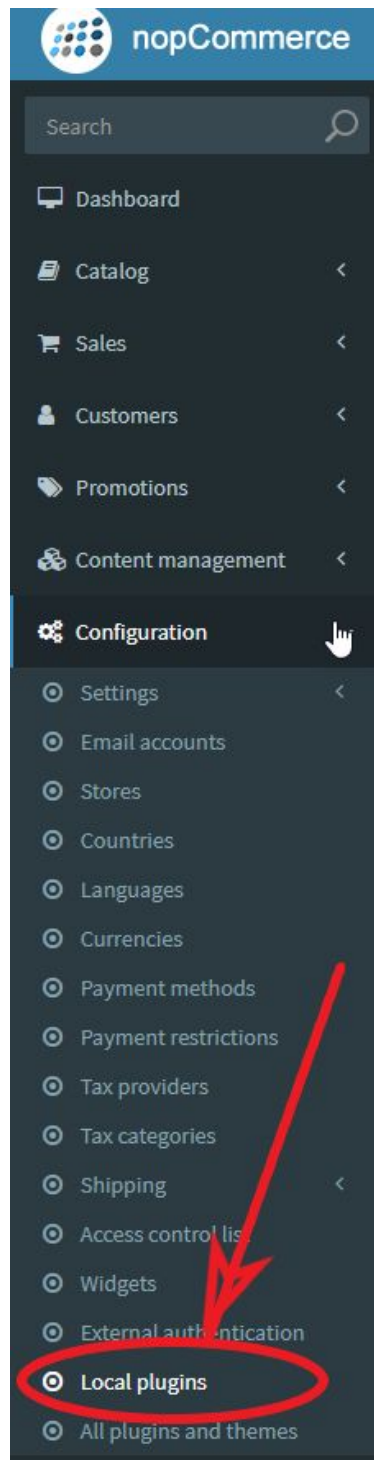 nopCommerce
Search
Dashboard
Catalog
Sales
Customers
Promotions
Content management
Configuration
Settings
Email accounts
Stores
Countries
Languages
Currencies
Payment methods
Payment restrictions
Tax providers
Tax categories
Shipping
Access control list
Widgets
External authentication
Local plugins
All plugins and themes